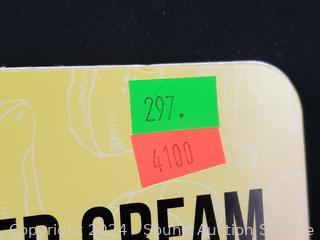 297.
4100
ED CREAM
Copyright 2024 - Sound Auction Service